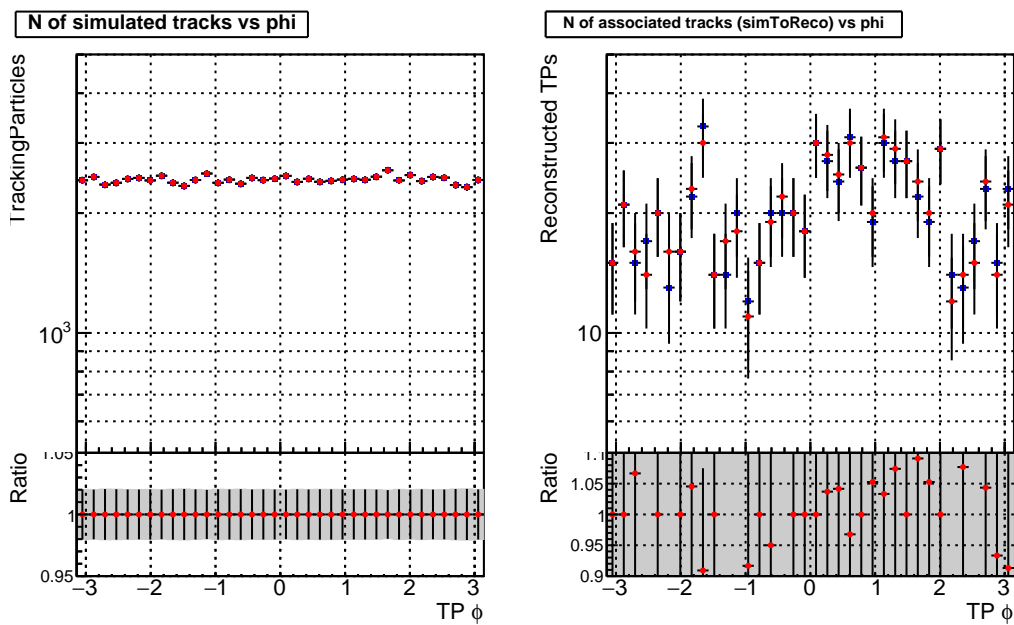 N of simulated tracks vs phi
TrackingParticles
10³
Ratio
1.05
1
0.95
−3 −2 −1 0 1 2 3
TP ϕ
N of associated tracks (simToReco) vs phi
Reconstructed TPs
10
Ratio
1.1
1.05
1
0.95
0.9
−3 −2 −1 0 1 2 3
TP ϕ